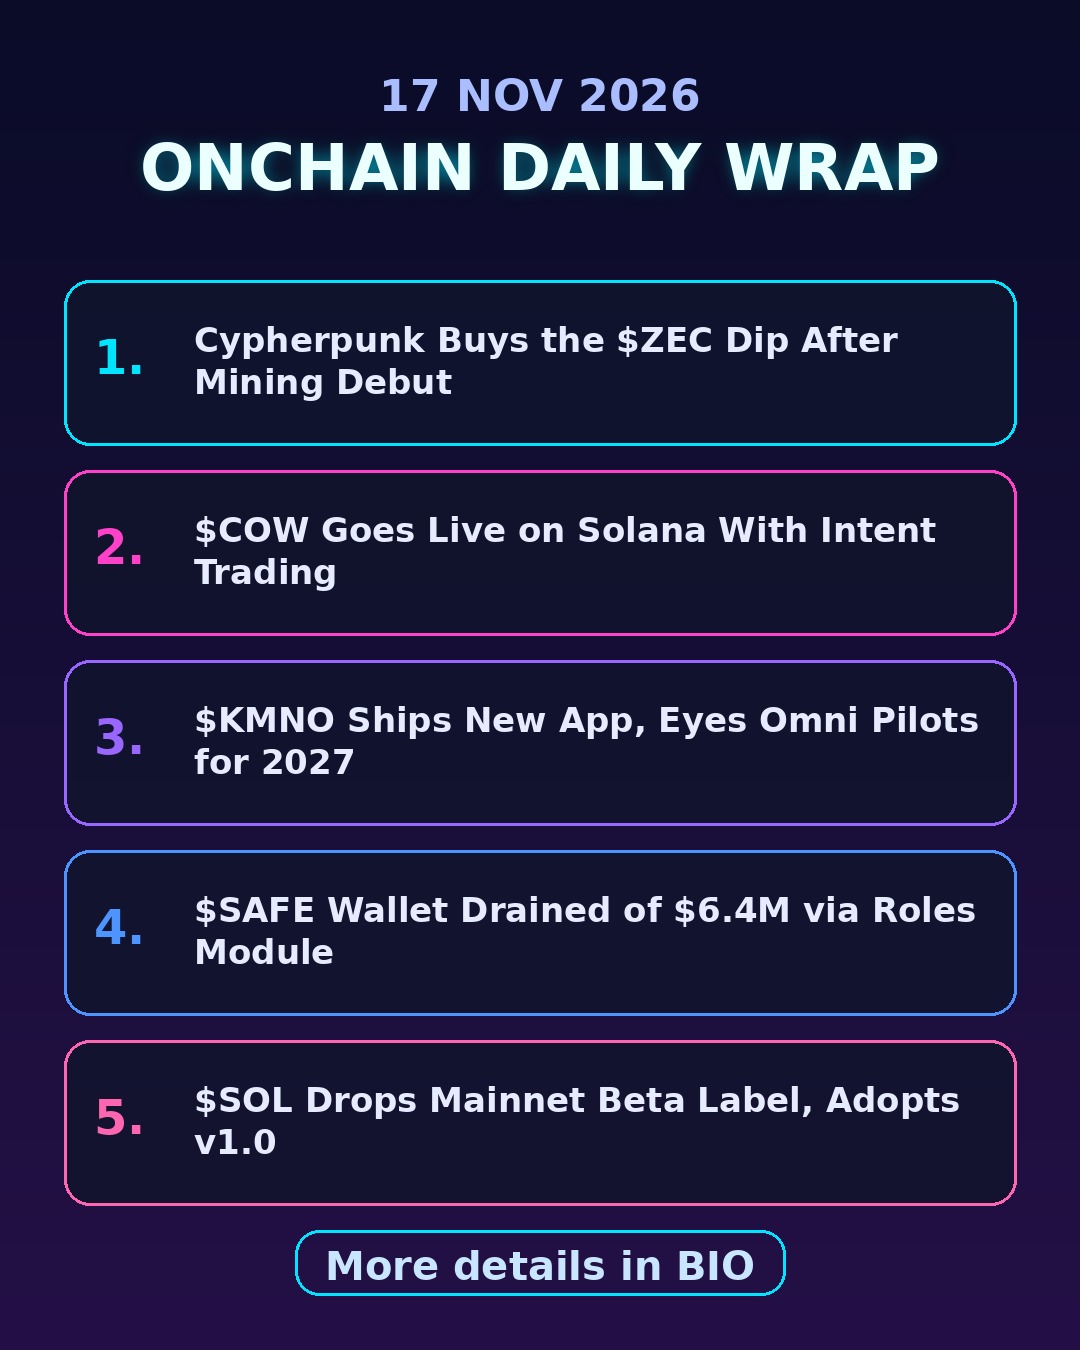 17 NOV 2026
ONCHAIN DAILY WRAP
1.
Cypherpunk Buys the $ZEC Dip After
Mining Debut
2.
$COW Goes Live on Solana With Intent
Trading
3.
$KMNO Ships New App, Eyes Omni Pilots
for 2027
4.
$SAFE Wallet Drained of $6.4M via Roles
Module
5.
$SOL Drops Mainnet Beta Label, Adopts
v1.0
More details in BIO